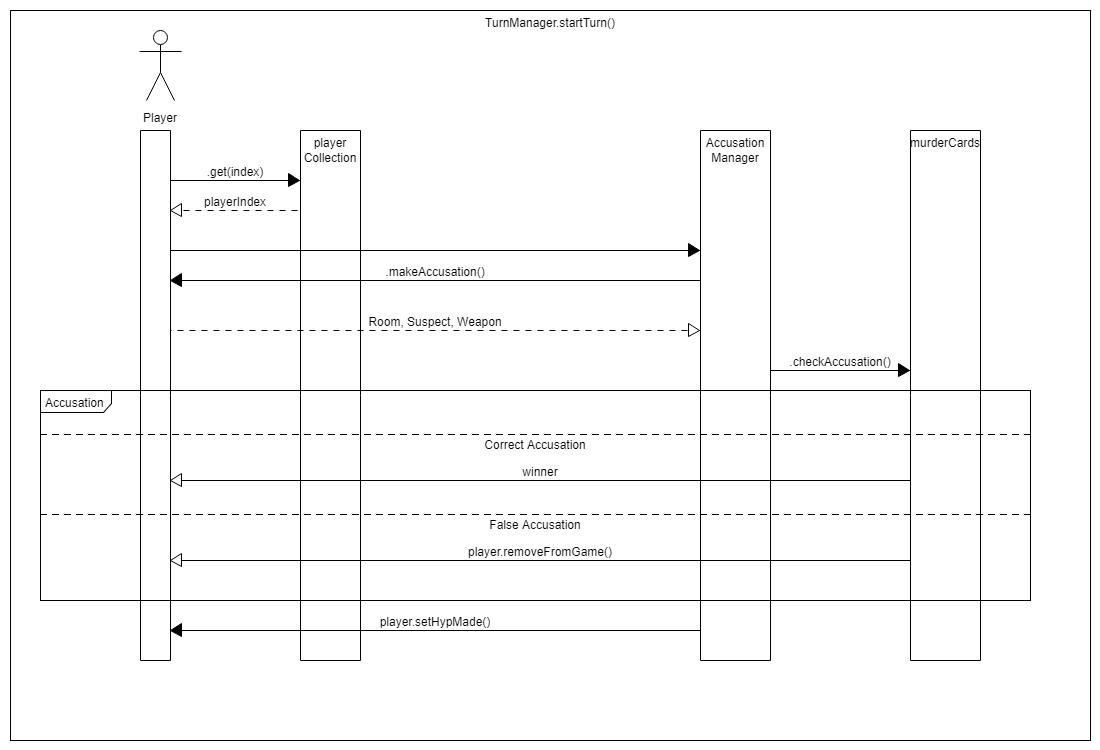 TurnManager.startTurn()
Player
player
Collection
Accusation
Manager
murderCards
.get(index)
playerIndex
.makeAccusation()
Room, Suspect, Weapon
.checkAccusation()
Accusation
Correct Accusation
winner
False Accusation
player.removeFromGame()
player.setHypMade()